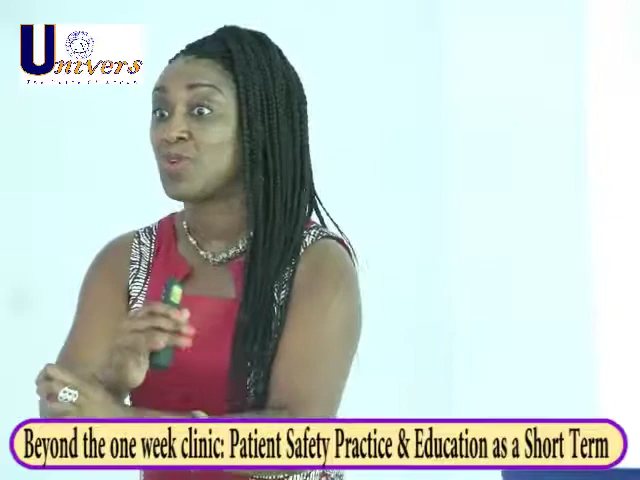 Univers
Beyond the one week clinic: Patient Safety Practice & Education as a Short Term